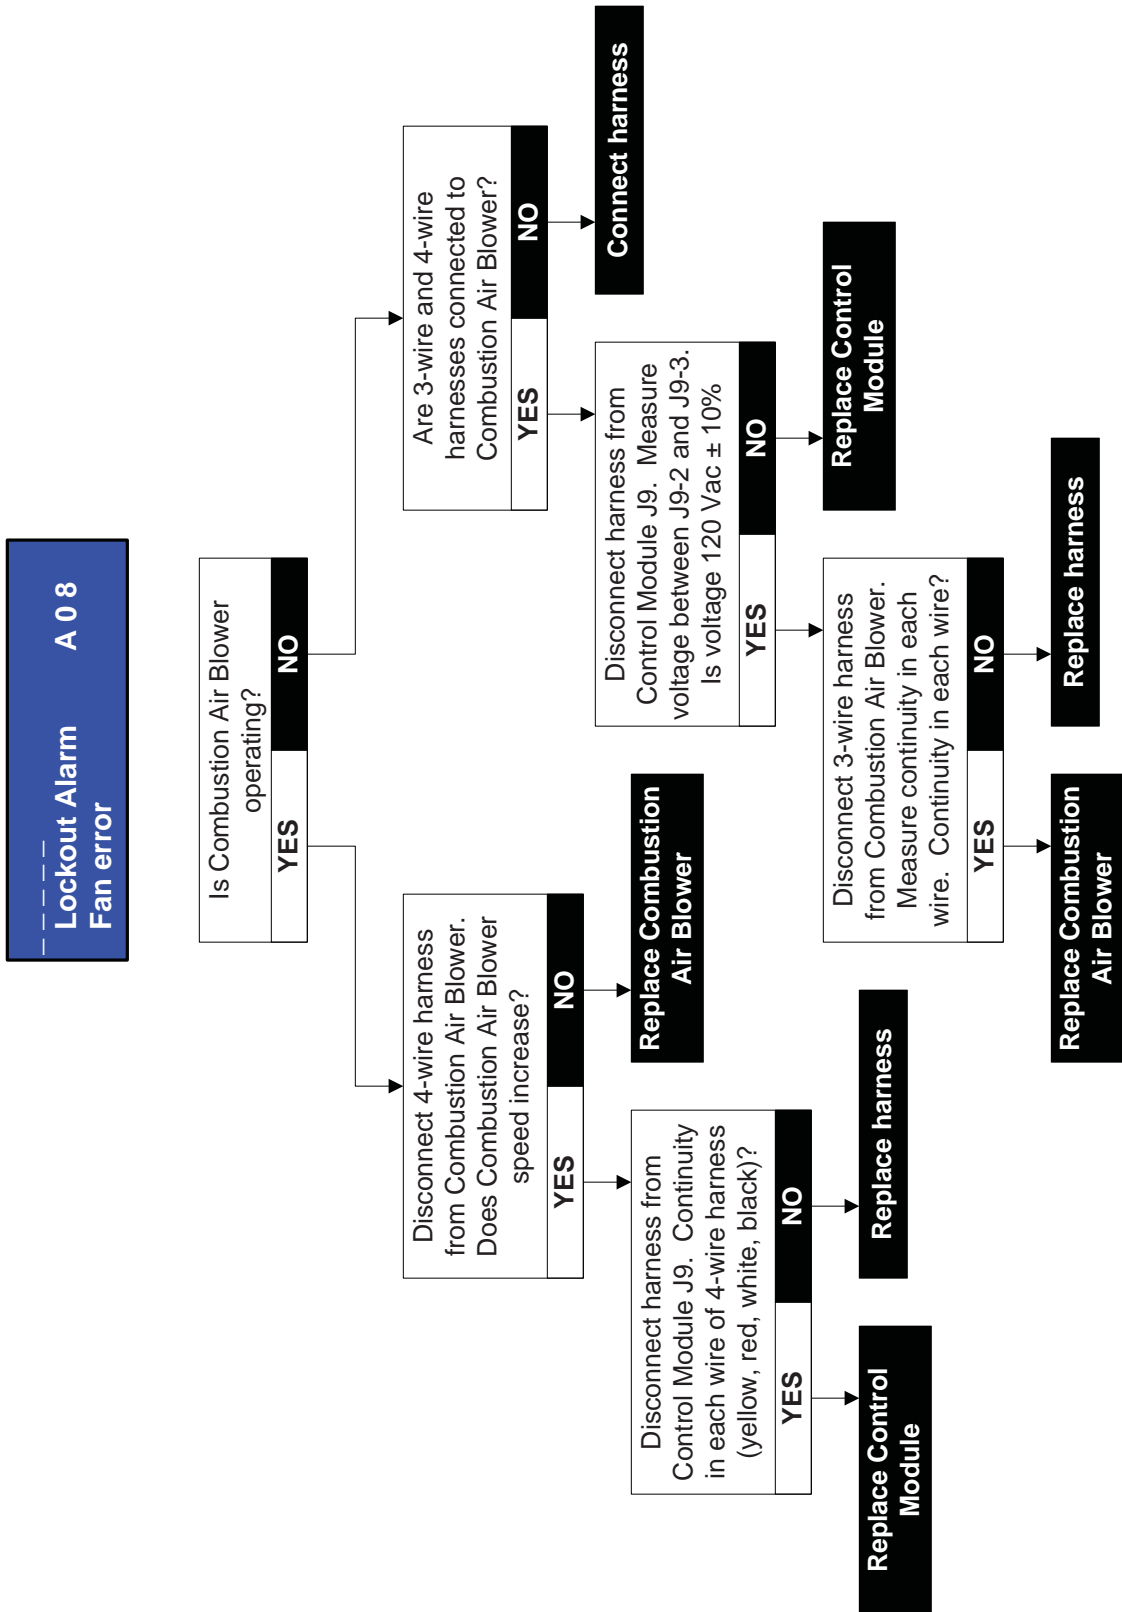 _ _ _ _ _
Lockout Alarm A 0 8
Fan error
Is Combustion Air Blower
operating?
YES NO
Disconnect 4-wire harness
from Combustion Air Blower.
Does Combustion Air Blower
speed increase?
YES NO
Are 3-wire and 4-wire
harnesses connected to
Combustion Air Blower?
YES NO
Disconnect harness from
Control Module J9. Continuity
in each wire of 4-wire harness
(yellow, red, white, black)?
YES NO
Replace Combustion
Air Blower
Disconnect harness from
Control Module J9. Measure
voltage between J9-2 and J9-3.
Is voltage 120 Vac ± 10%
YES NO
Connect harness
Replace Control
Module
Replace harness
Disconnect 3-wire harness
from Combustion Air Blower.
Measure continuity in each
wire. Continuity in each wire?
YES NO
Replace Control
Module
Replace Combustion
Air Blower
Replace harness